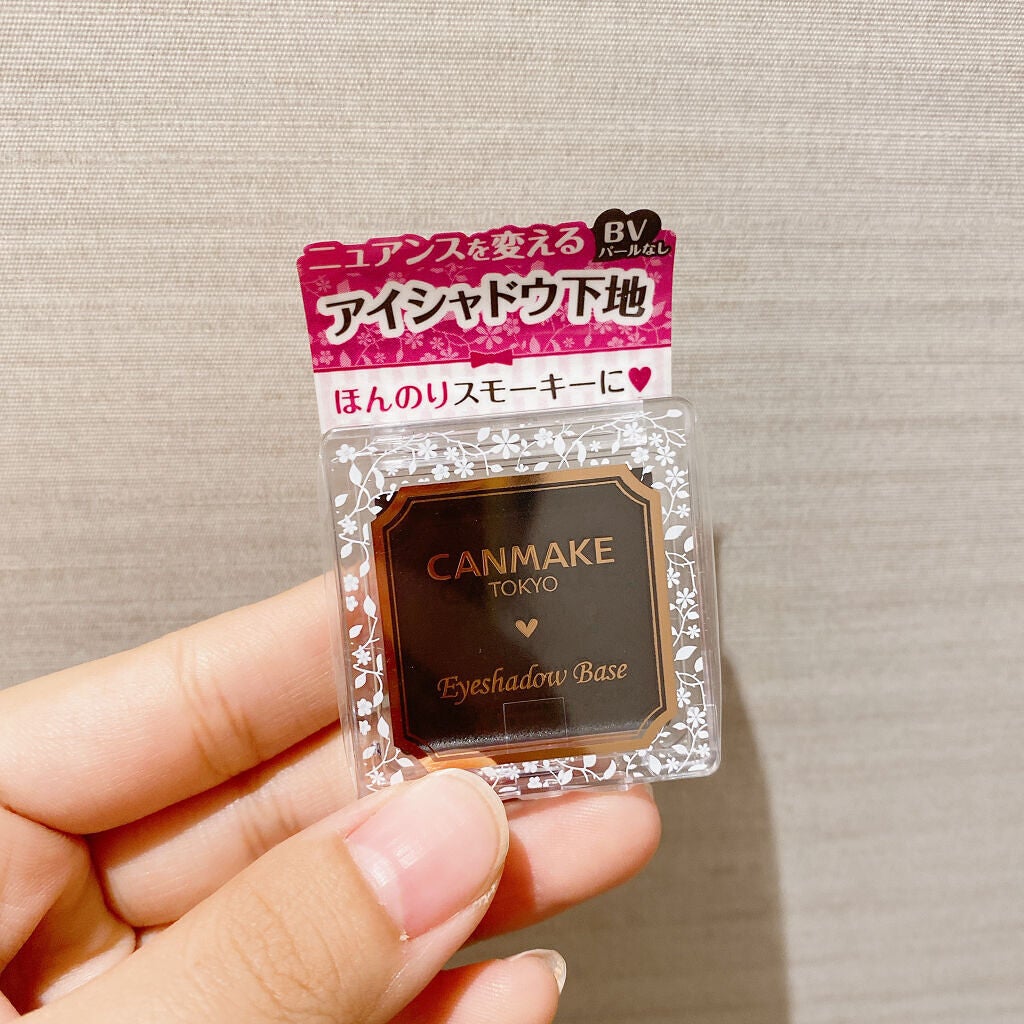 ニュアンスを変える
BV
パールなし
アイシャドウ下地
ほんのりスモーキーに♥
CANMAKE
TOKYO
Eyeshadow Base